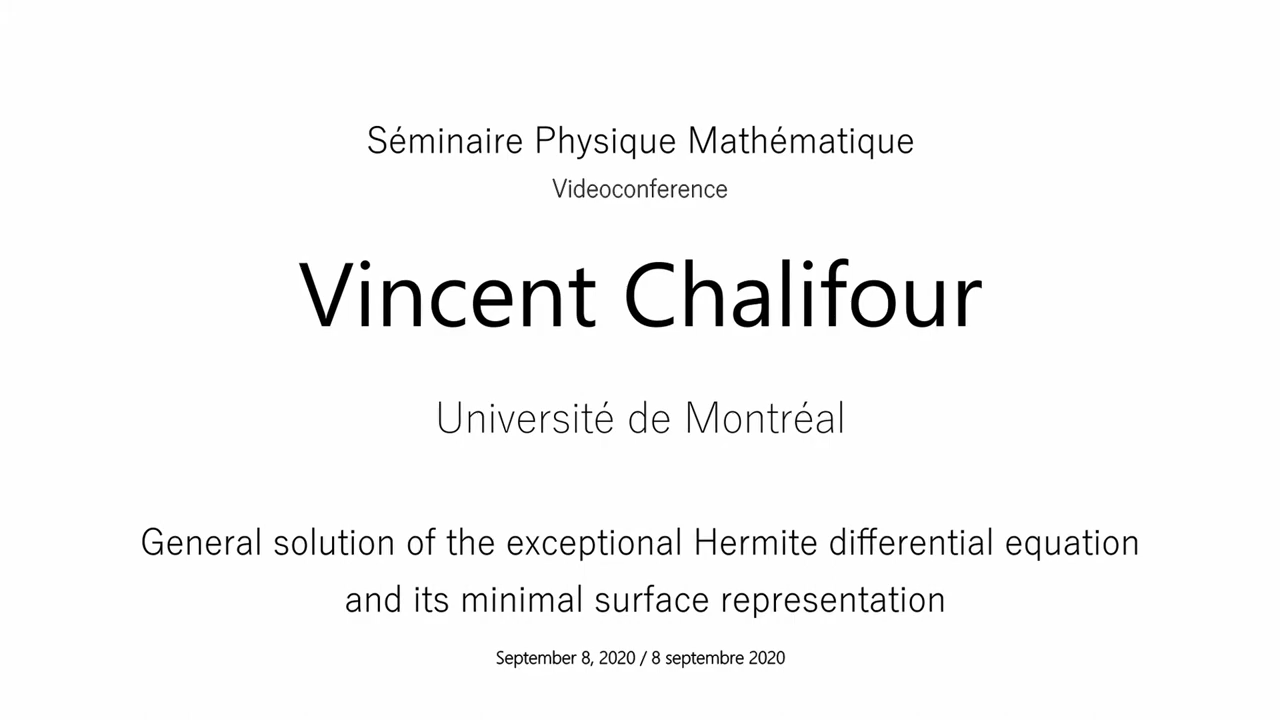 Séminaire Physique Mathématique
Videoconference
Vincent Chalifour
Université de Montréal
General solution of the exceptional Hermite differential equation
and its minimal surface representation
September 8, 2020 / 8 septembre 2020